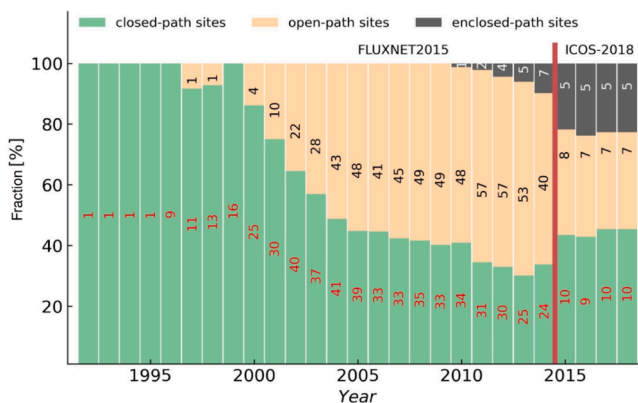 closed-path sites open-path sites enclosed-path sites
FLUXNET2015 ICOS-2018
Fraction [%]
100
80
60
40
20
1 1 1 1 9 11 13 16 25 30 40 37 41 39 33 33 35 33 34 31 30 25 24 10 9 10 10
1 1 4 10 22 28 43 48 41 45 49 49 48 57 57 53 40 8 7 7 7
1 2 4 5 7 5 5 5 5
1995 2000 2005 2010 2015
Year